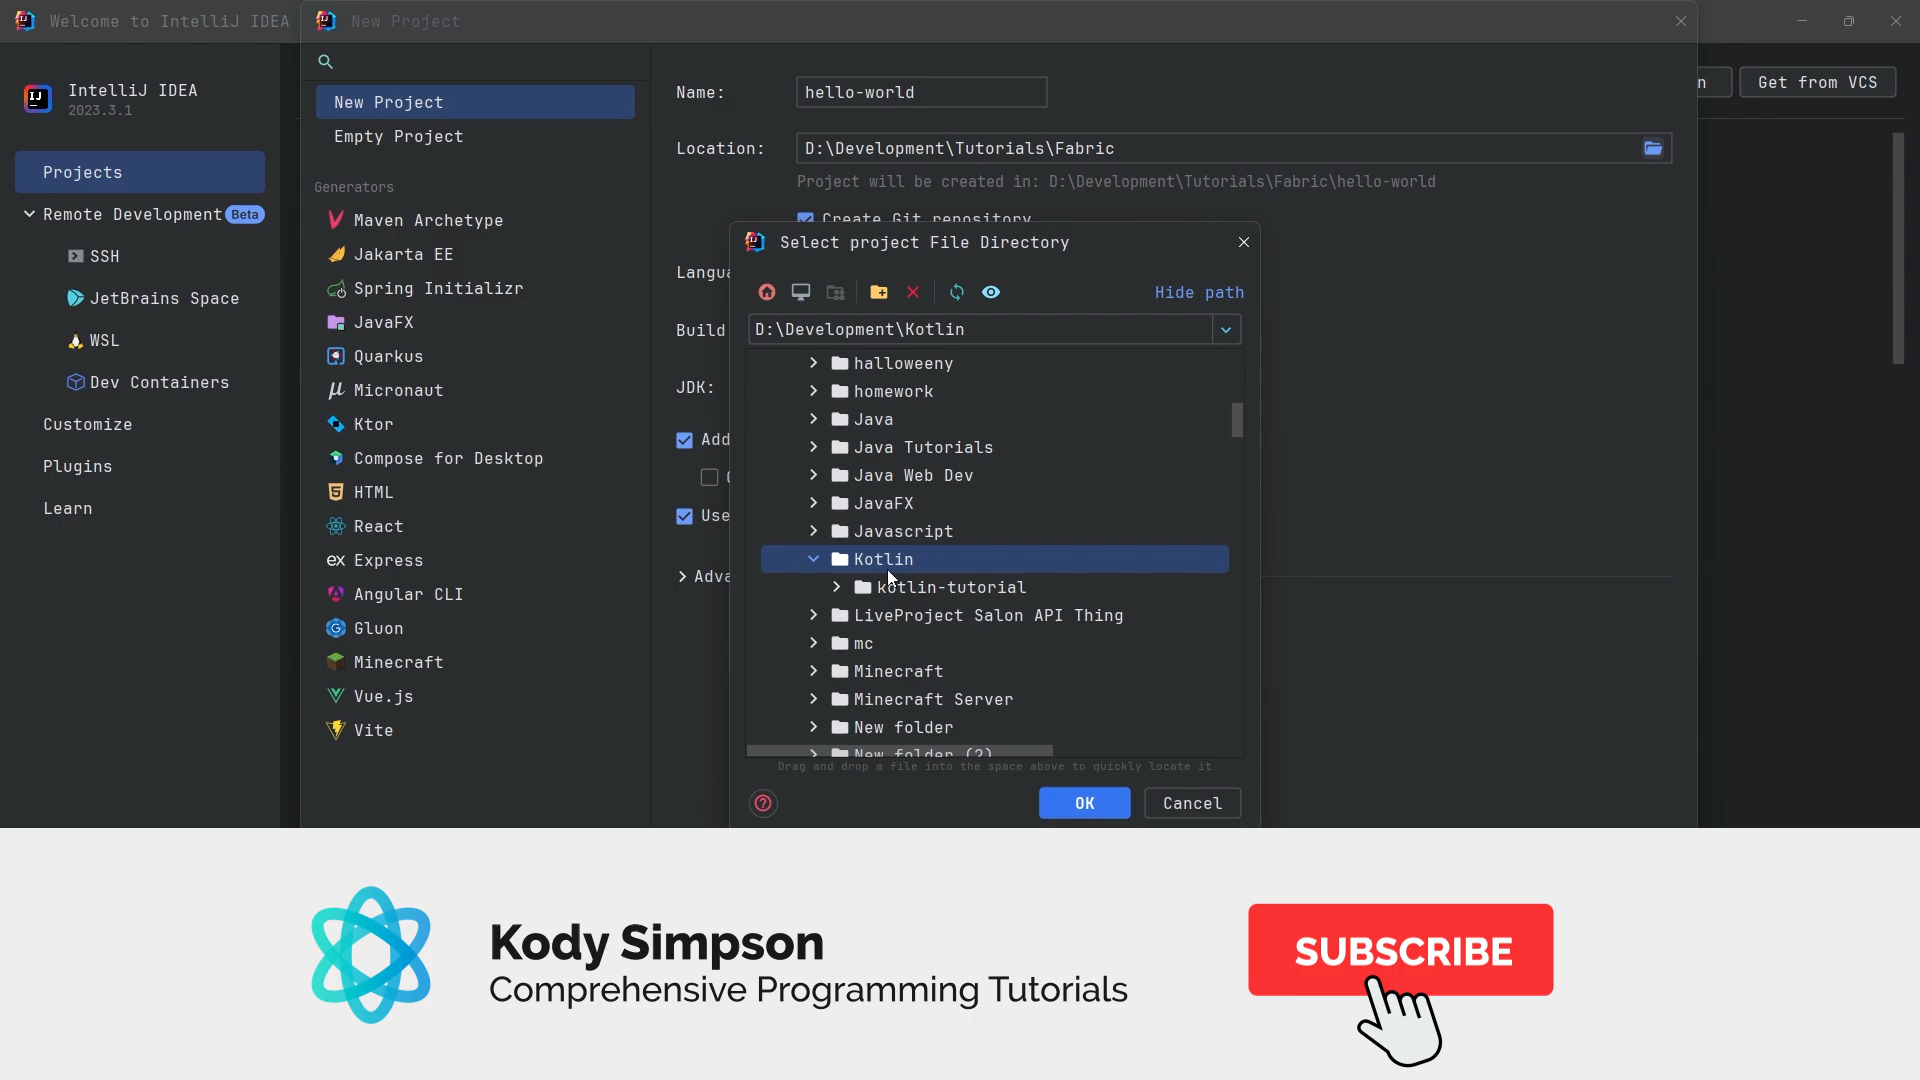 Welcome to IntelliJ IDEA
New Project
IntelliJ IDEA
2023.3.1
Projects
Remote Development Beta
SSH
JetBrains Space
WSL
Dev Containers
Customize
Plugins
Learn
New Project
Empty Project
Generators
Maven Archetype
Jakarta EE
Spring Initializr
JavaFX
Quarkus
Micronaut
Ktor
Compose for Desktop
HTML
React
Express
Angular CLI
Gluon
Minecraft
Vue.js
Vite
Name: hello-world
Location: D:\Development\Tutorials\Fabric
Project will be created in: D:\Development\Tutorials\Fabric\hello-world
Create Git repository
Langua
Build
JDK:
Add
Use
Adva
n
Get from VCS
Select project File Directory
Hide path
D:\Development\Kotlin
halloweeny
homework
Java
Java Tutorials
Java Web Dev
JavaFX
Javascript
Kotlin
kotlin-tutorial
LiveProject Salon API Thing
mc
Minecraft
Minecraft Server
New folder
New folder (2)
Drag and drop a file into the space above to quickly locate it
OK
Cancel
Kody Simpson
Comprehensive Programming Tutorials
SUBSCRIBE